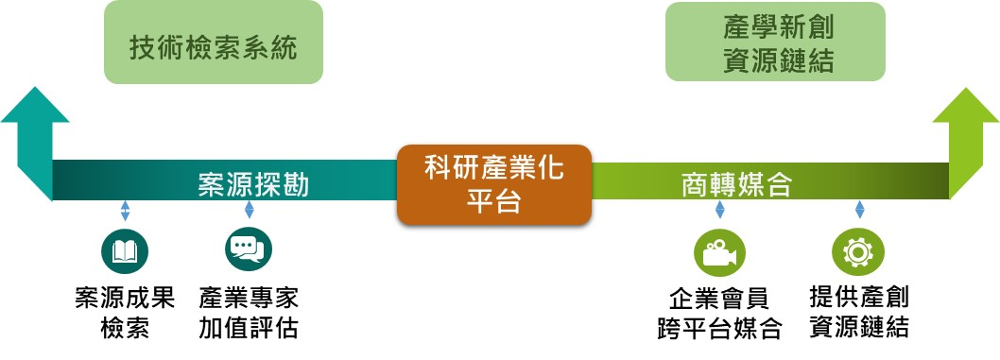 技術檢索系統
產學新創
資源鏈結
科研產業化
平台
案源探勘
商轉媒合
案源成果
檢索
產業專家
加值評估
企業會員
跨平台媒合
提供產創
資源鏈結